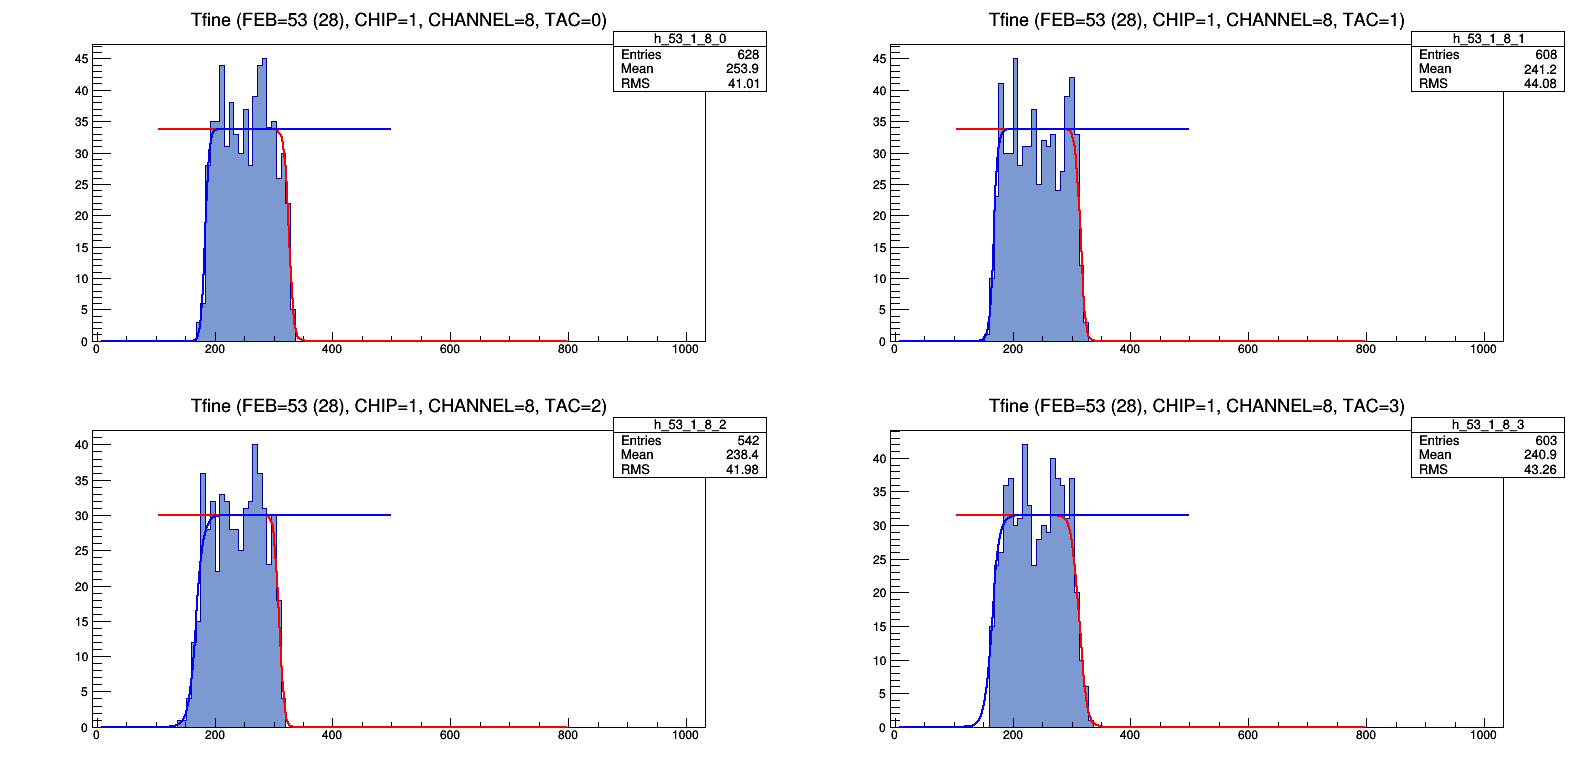 Tfine (FEB=53 (28), CHIP=1, CHANNEL=8, TAC=0)
h_53_1_8_0
Entries 628
Mean 253.9
RMS 41.01
45
40
35
30
25
20
15
10
5
0
0 200 400 600 800 1000
Tfine (FEB=53 (28), CHIP=1, CHANNEL=8, TAC=1)
h_53_1_8_1
Entries 608
Mean 241.2
RMS 44.08
45
40
35
30
25
20
15
10
5
0
0 200 400 600 800 1000
Tfine (FEB=53 (28), CHIP=1, CHANNEL=8, TAC=2)
h_53_1_8_2
Entries 542
Mean 238.4
RMS 41.98
40
35
30
25
20
15
10
5
0
0 200 400 600 800 1000
Tfine (FEB=53 (28), CHIP=1, CHANNEL=8, TAC=3)
h_53_1_8_3
Entries 603
Mean 240.9
RMS 43.26
40
35
30
25
20
15
10
5
0
0 200 400 600 800 1000